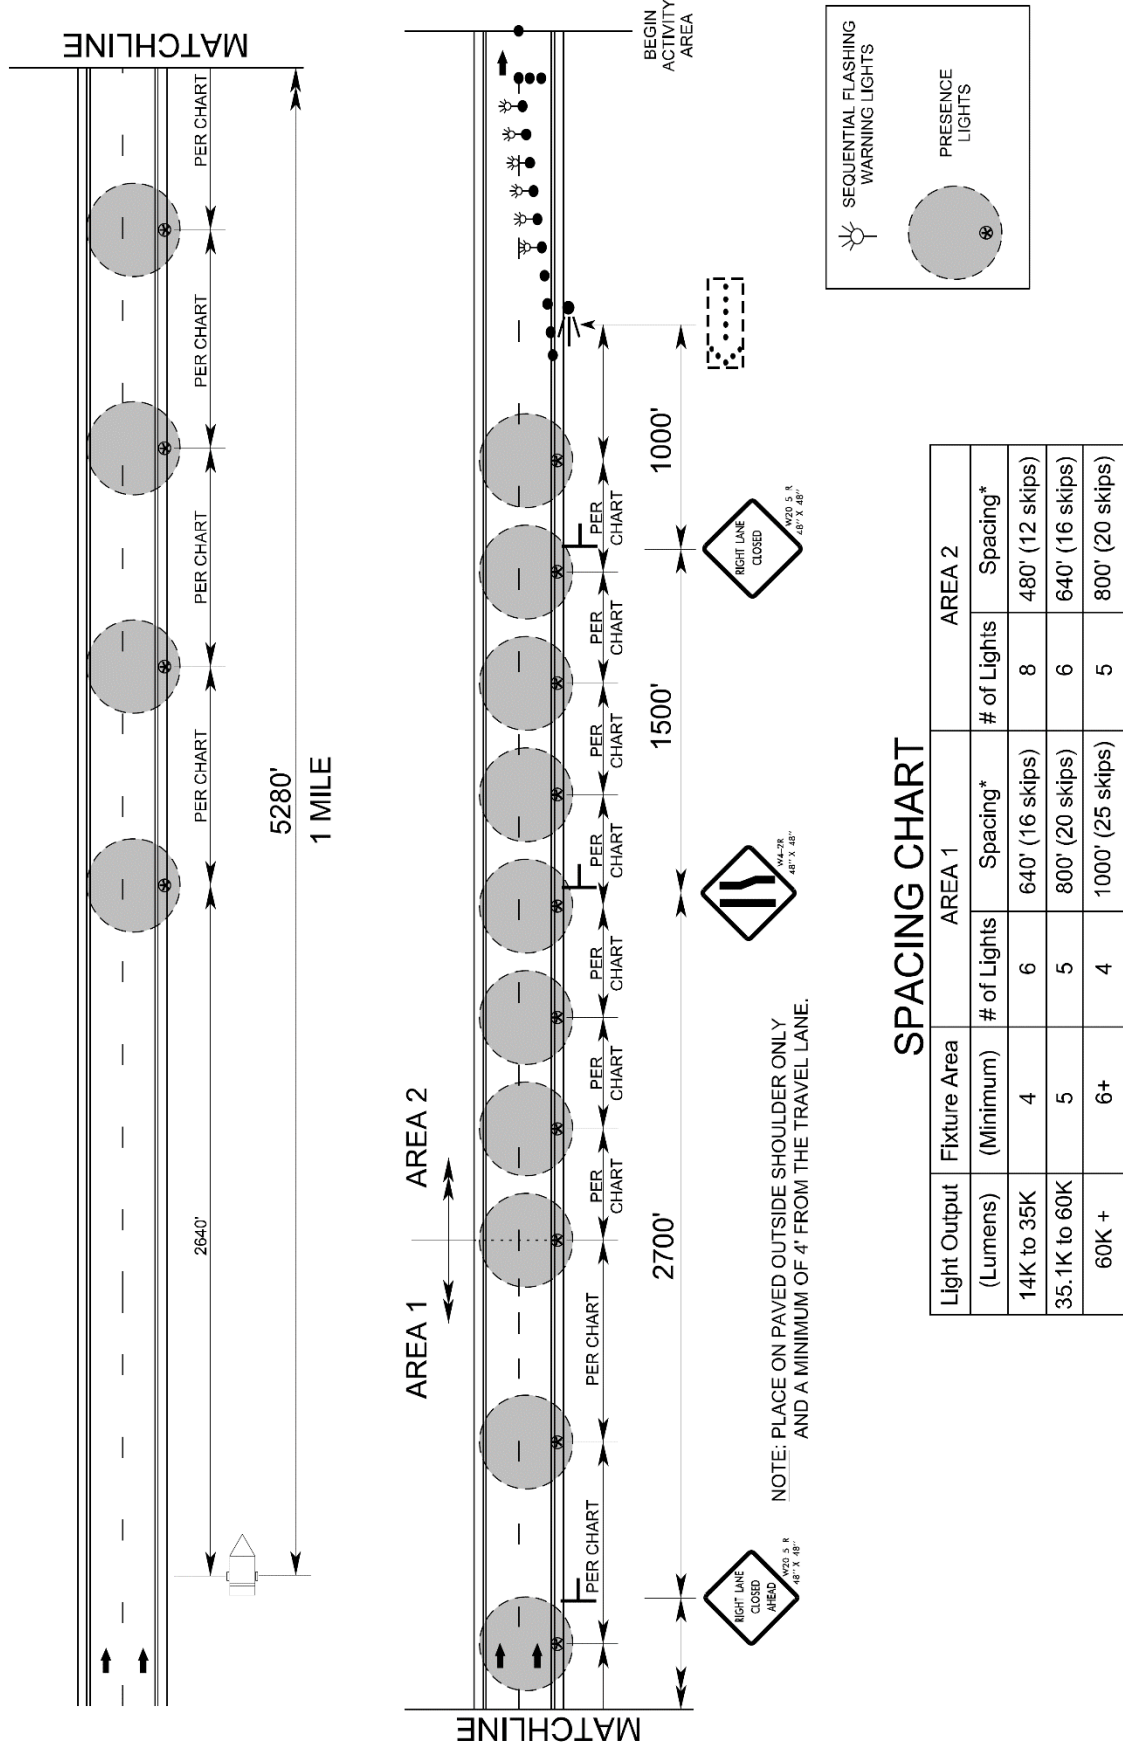 MATCHLINE
2640'
PER CHART
PER CHART
PER CHART
PER CHART
5280'
1 MILE
MATCHLINE
AREA 1
AREA 2
PER CHART
PER CHART
PER
CHART
PER
CHART
PER
CHART
PER
CHART
PER
CHART
PER
CHART
PER
CHART
2700'
1500'
1000'
BEGIN
ACTIVITY
AREA
RIGHT LANE
CLOSED
AHEAD
W20 5 R
48" X 48"
W4-2R
48" X 48"
RIGHT LANE
CLOSED
W20 5 R
48" X 48"
NOTE: PLACE ON PAVED OUTSIDE SHOULDER ONLY
AND A MINIMUM OF 4' FROM THE TRAVEL LANE.
SEQUENTIAL FLASHING
WARNING LIGHTS
PRESENCE
LIGHTS
SPACING CHART
Light Output Fixture Area AREA 1 AREA 2
(Lumens) (Minimum) # of Lights Spacing* # of Lights Spacing*
14K to 35K 4 6 640' (16 skips) 8 480' (12 skips)
35.1K to 60K 5 5 800' (20 skips) 6 640' (16 skips)
60K + 6+ 4 1000' (25 skips) 5 800' (20 skips)